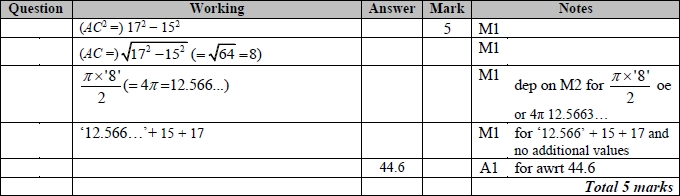 Question Working Answer Mark Notes
(AC² =) 17² – 15² 5 M1
(AC =) √(17² – 15²) (= √64 = 8) M1
π×'8'/2 (= 4π = 12.566...) M1 dep on M2 for π×'8'/2 oe
or 4π 12.5663…
'12.566…' + 15 + 17 M1 for '12.566' + 15 + 17 and
no additional values
44.6 A1 for awrt 44.6
Total 5 marks